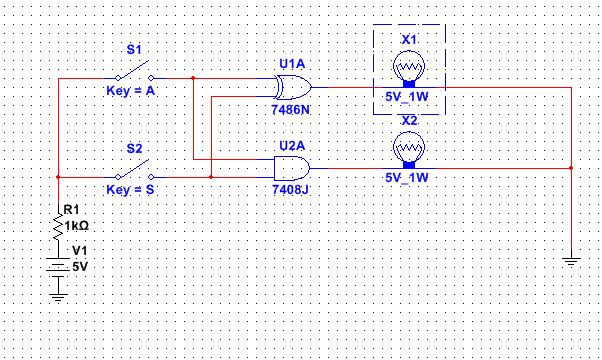 X1
S1
U1A
Key = A
5V_1W
7486N
X2
S2
U2A
Key = S
5V_1W
7408J
R1
1kΩ
V1
5V